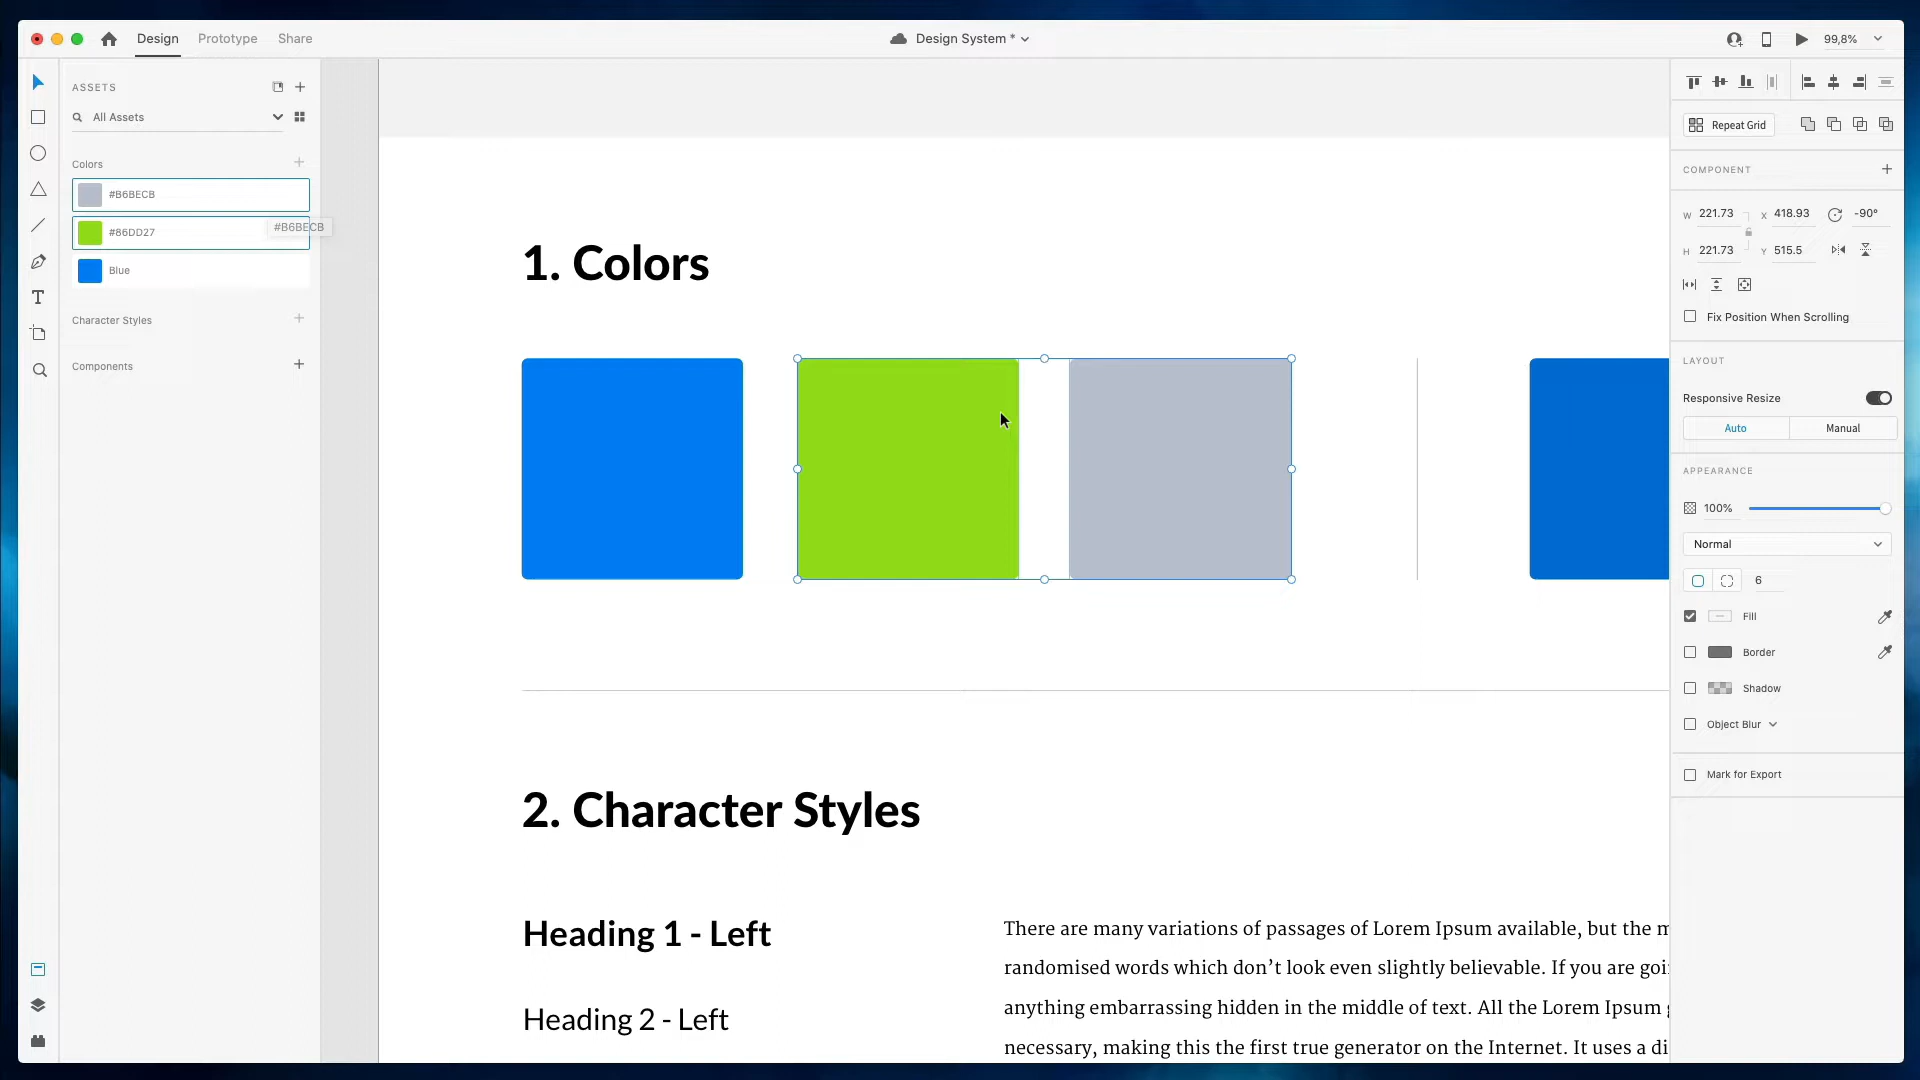 Design
Prototype
Share
Design System *
99,8%
ASSETS
All Assets
Colors
#B6BECB
#86DD27
#B6BECB
Blue
Character Styles
Components
1. Colors
2. Character Styles
Heading 1 - Left
Heading 2 - Left
There are many variations of passages of Lorem Ipsum available, but the m
randomised words which don’t look even slightly believable. If you are goi
anything embarrassing hidden in the middle of text. All the Lorem Ipsum g
necessary, making this the first true generator on the Internet. It uses a di
Repeat Grid
COMPONENT
W 221.73 X 418.93 -90°
H 221.73 Y 515.5
Fix Position When Scrolling
LAYOUT
Responsive Resize
Auto Manual
APPEARANCE
100%
Normal
6
Fill
Border
Shadow
Object Blur
Mark for Export